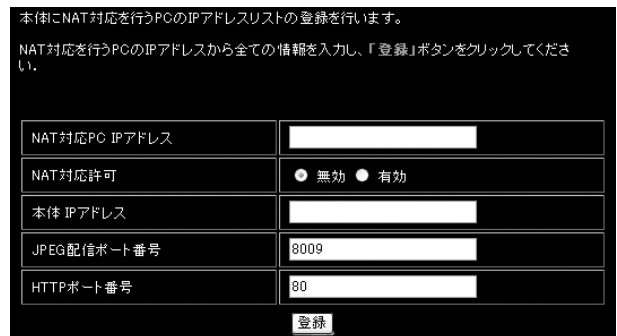 本体にNAT対応を行うPCのIPアドレスリストの登録を行います。
NAT対応を行うPCのIPアドレスから全ての情報を入力し、「登録」ボタンをクリックしてくださ
い.
NAT対応PC IPアドレス
NAT対応許可 無効 有効
本体 IPアドレス
JPEG配信ポート番号 8009
HTTPポート番号 80
登録